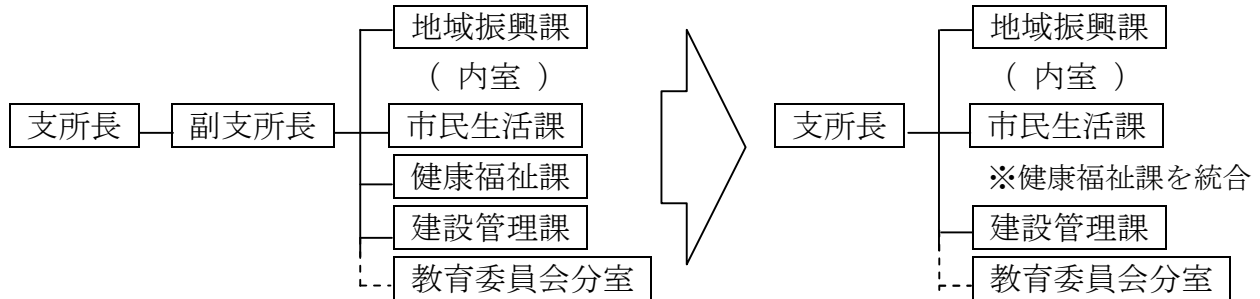 地域振興課
( 内室 )
支所長 副支所長 市民生活課
健康福祉課
建設管理課
教育委員会分室
地域振興課
( 内室 )
支所長 市民生活課
※健康福祉課を統合
建設管理課
教育委員会分室